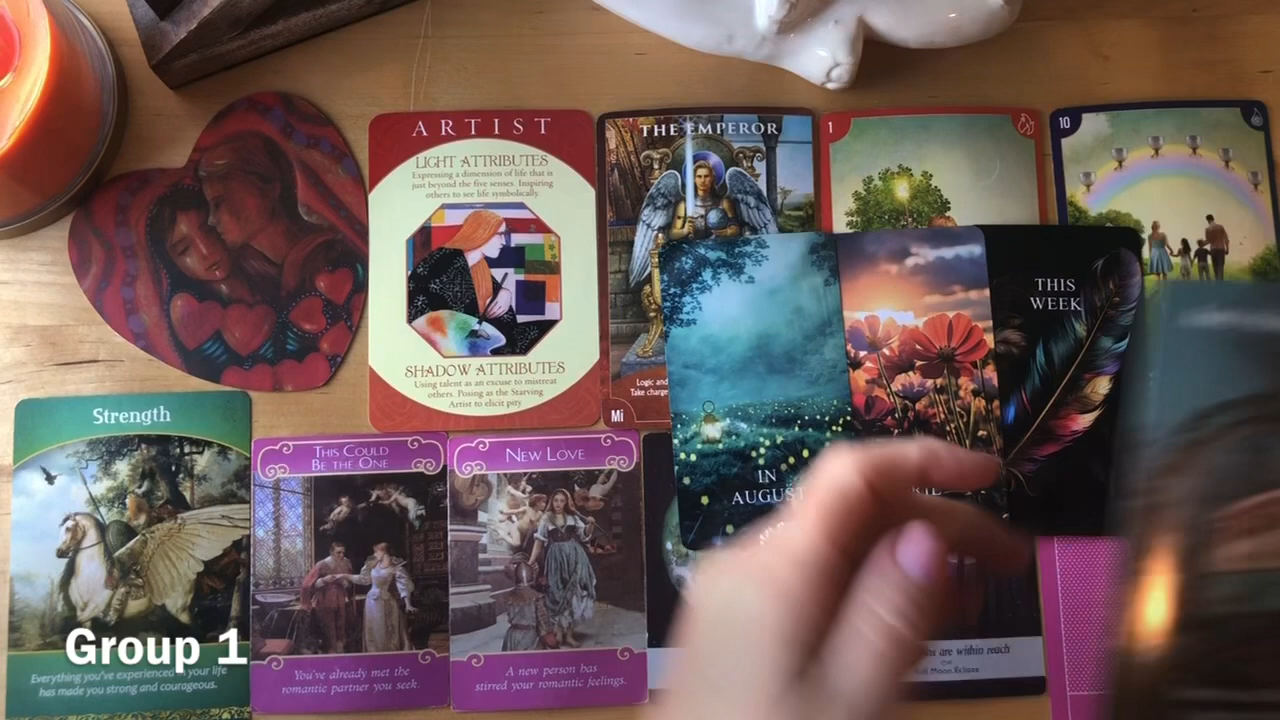 ARTIST
LIGHT ATTRIBUTES
Expressing a dimension of life that is
just beyond the five senses. Inspiring
others to see life symbolically.
SHADOW ATTRIBUTES
Using talent as an excuse to mistreat
others. Posing as the Starving
Artist to elicit pity
THE EMPEROR
Logic and
Take charge
Mi
1
10
IN
AUGUST
THIS
WEEK
Strength
Everything you've experienced in your life
has made you strong and courageous.
THIS COULD
BE THE ONE
You've already met the
romantic partner you seek.
NEW LOVE
A new person has
stirred your romantic feelings.
are within reach
Moon Eclipse
Group 1